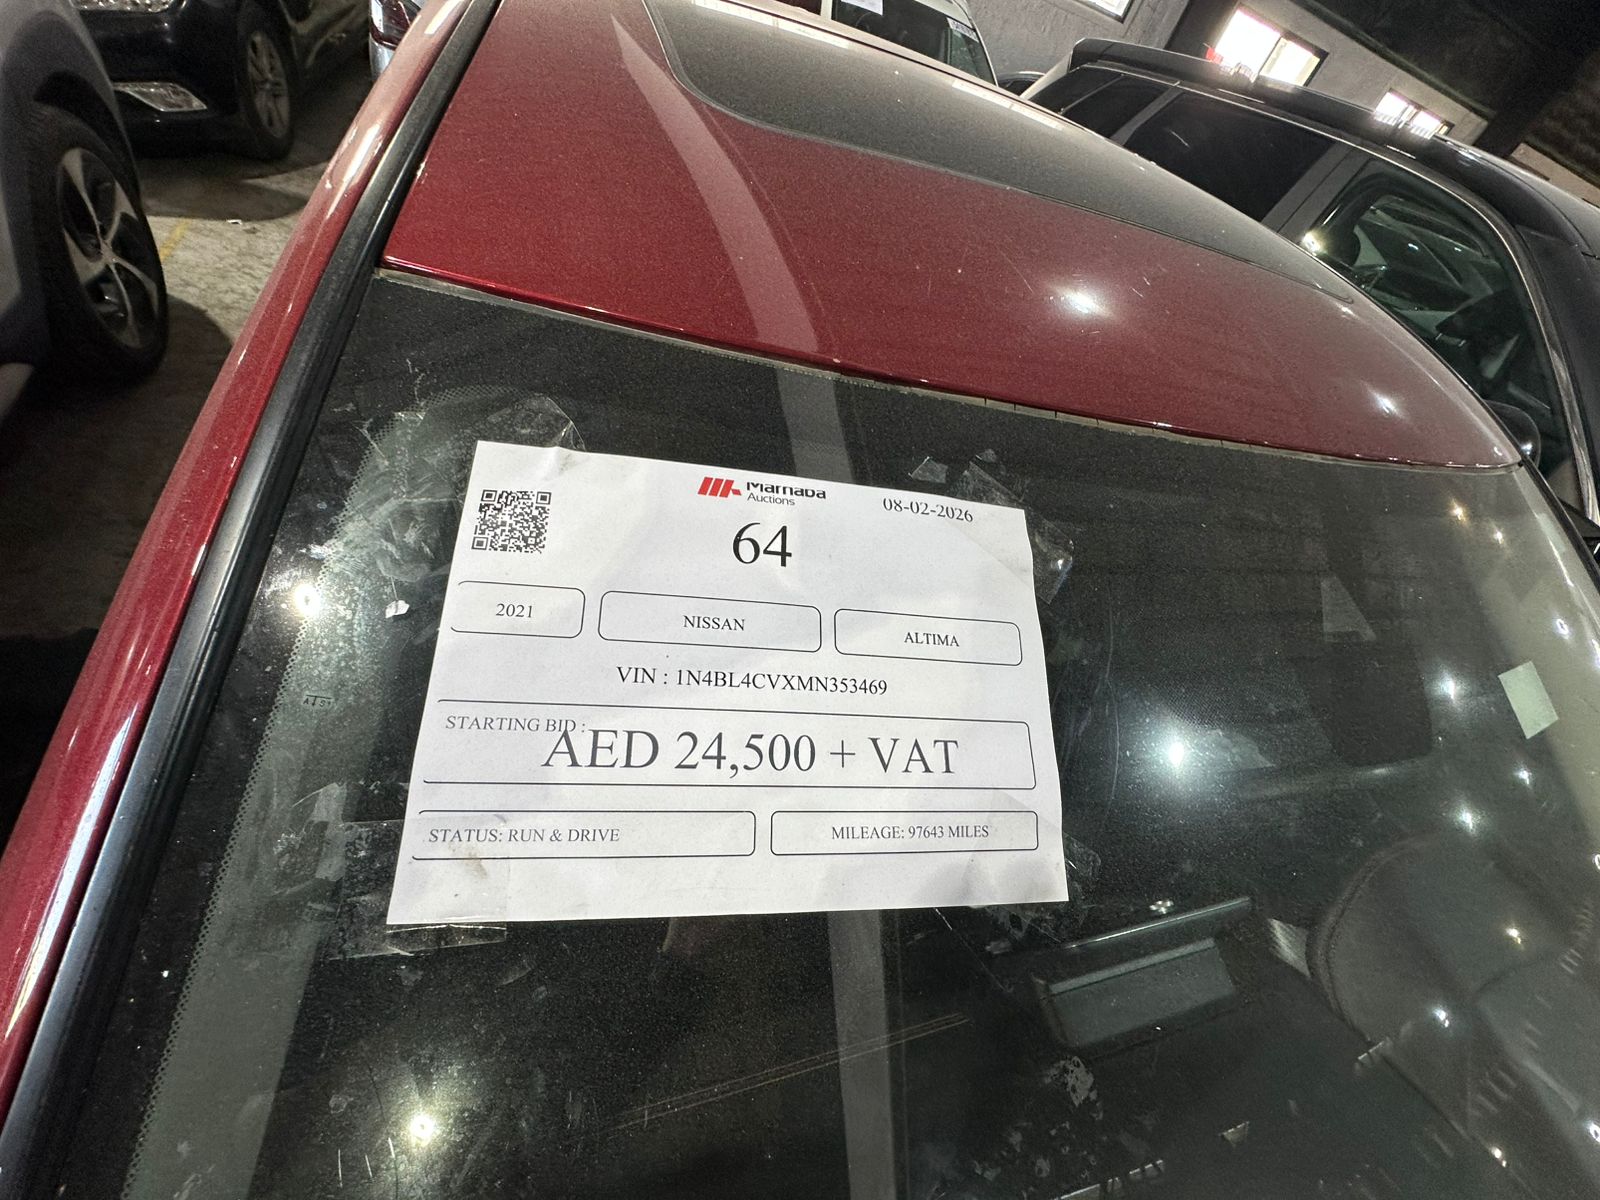 Marhaba
Auctions
08-02-2026
64
2021
NISSAN
ALTIMA
VIN : 1N4BL4CVXMN353469
STARTING BID :
AED 24,500 + VAT
STATUS: RUN & DRIVE
MILEAGE: 97643 MILES